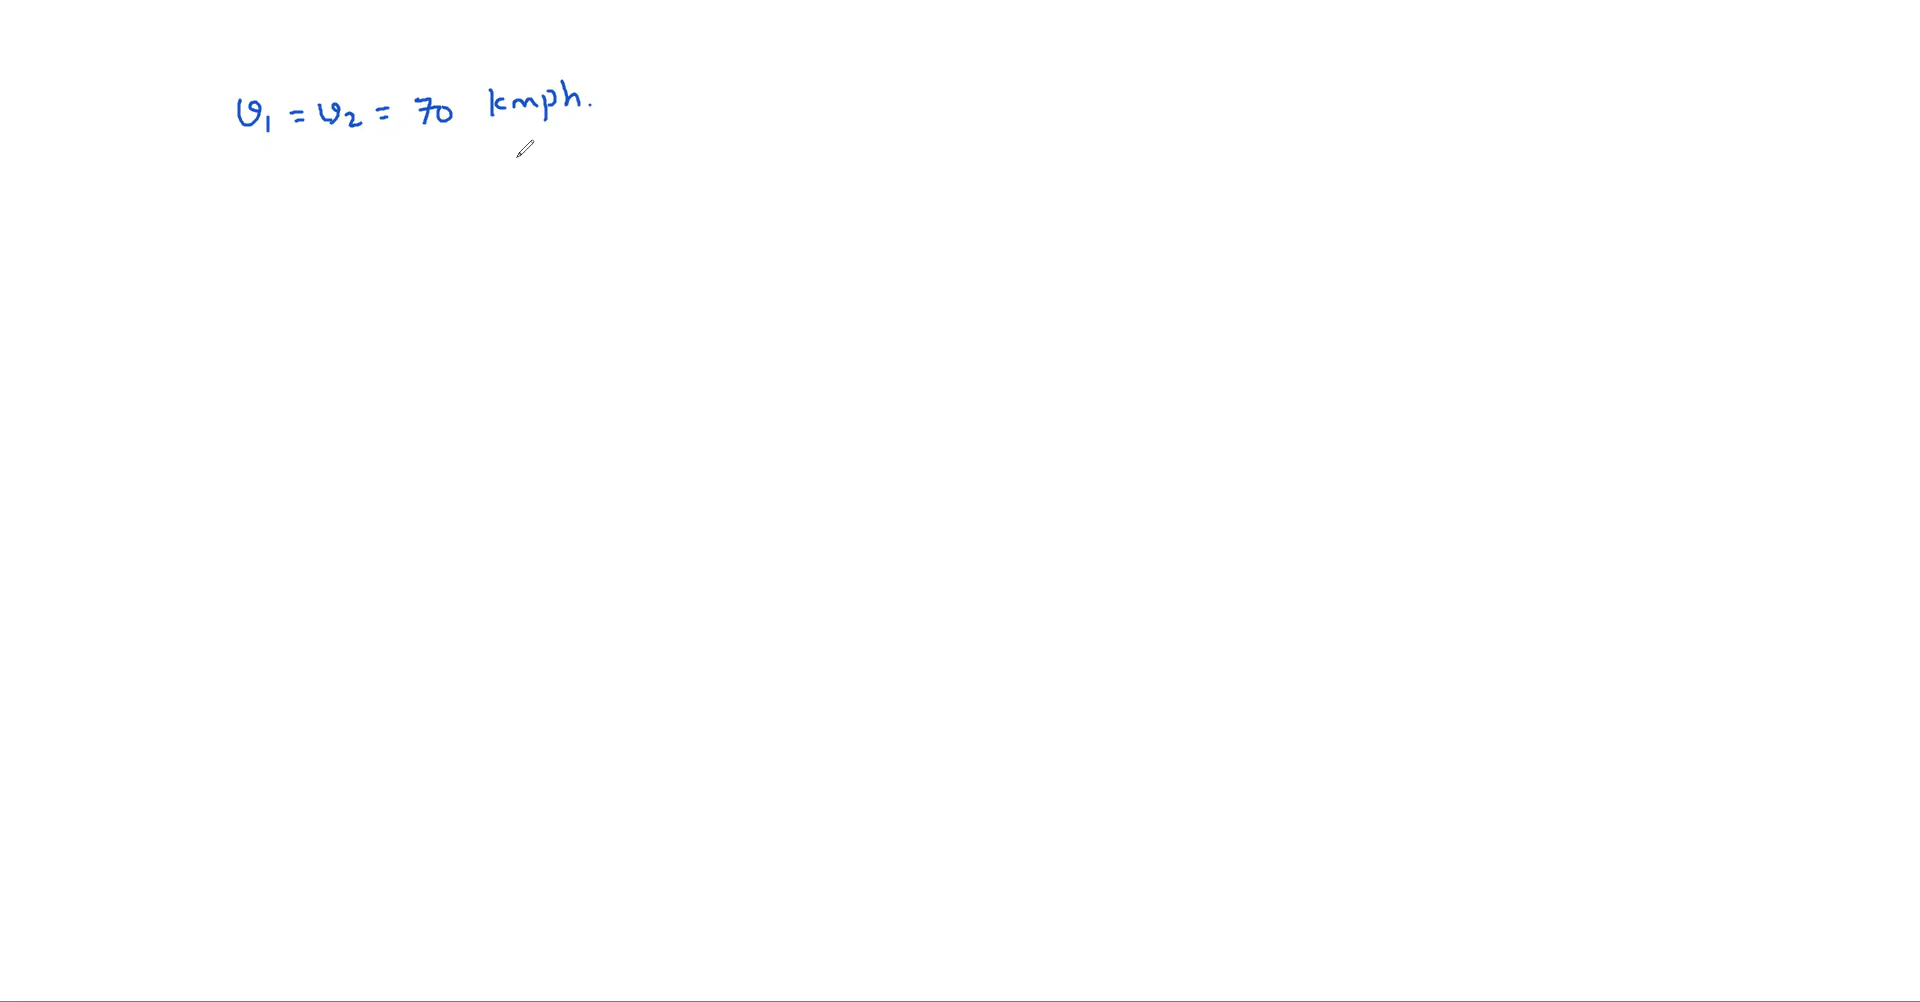 v₁ = v₂ = 70 kmph.